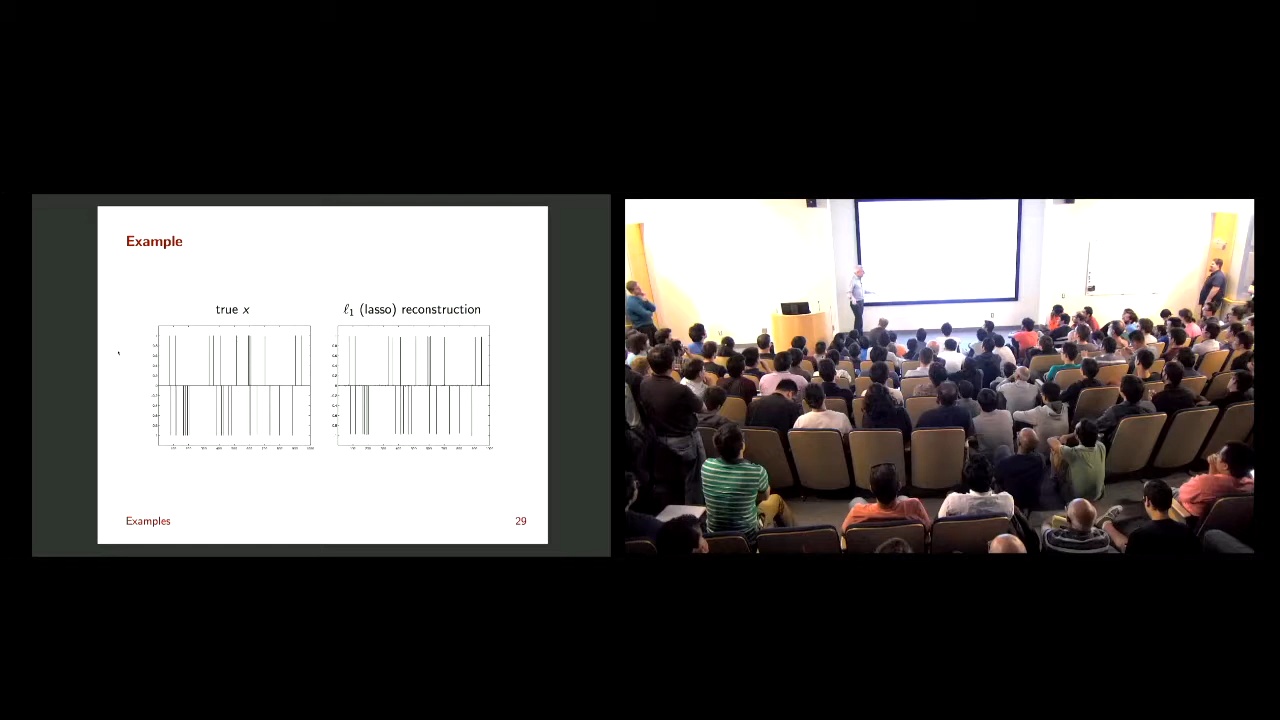 Example
true x
ℓ₁ (lasso) reconstruction
Examples
29